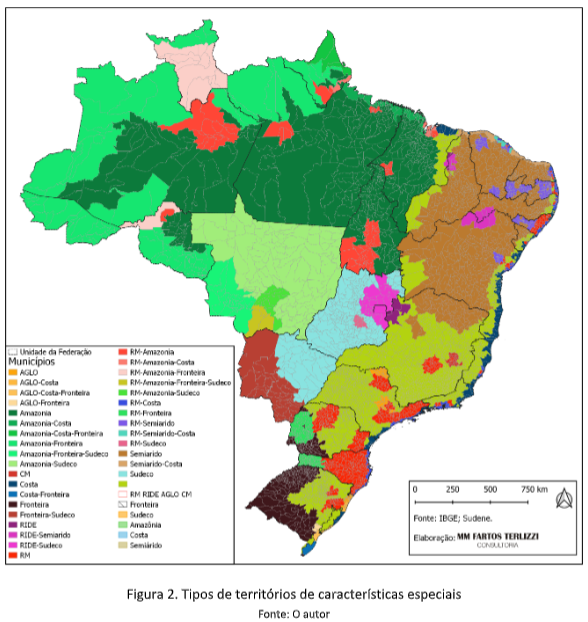 Unidade da Federação
Municípios
AGLO
AGLO-Costa
AGLO-Costa-Fronteira
AGLO-Fronteira
Amazonia
Amazonia-Costa
Amazonia-Costa-Fronteira
Amazonia-Fronteira
Amazonia-Fronteira-Sudeco
Amazonia-Sudeco
CM
Costa
Costa-Fronteira
Fronteira
Fronteira-Sudeco
RIDE
RIDE-Semiarido
RIDE-Sudeco
RM
RM-Amazonia
RM-Amazonia-Costa
RM-Amazonia-Fronteira
RM-Amazonia-Fronteira-Sudeco
RM-Amazonia-Sudeco
RM-Costa
RM-Fronteira
RM-Semiarido
RM-Semiarido-Costa
RM-Sudeco
Semiarido
Semiarido-Costa
Sudeco
RM RIDE AGLO CM
Fronteira
Sudeco
Amazônia
Costa
Semiárido
0 250 500 750 km
Fonte: IBGE; Sudene.
Elaboração: MM FARTOS TERLIZZI
CONSULTORIA
Figura 2. Tipos de territórios de características especiais
Fonte: O autor